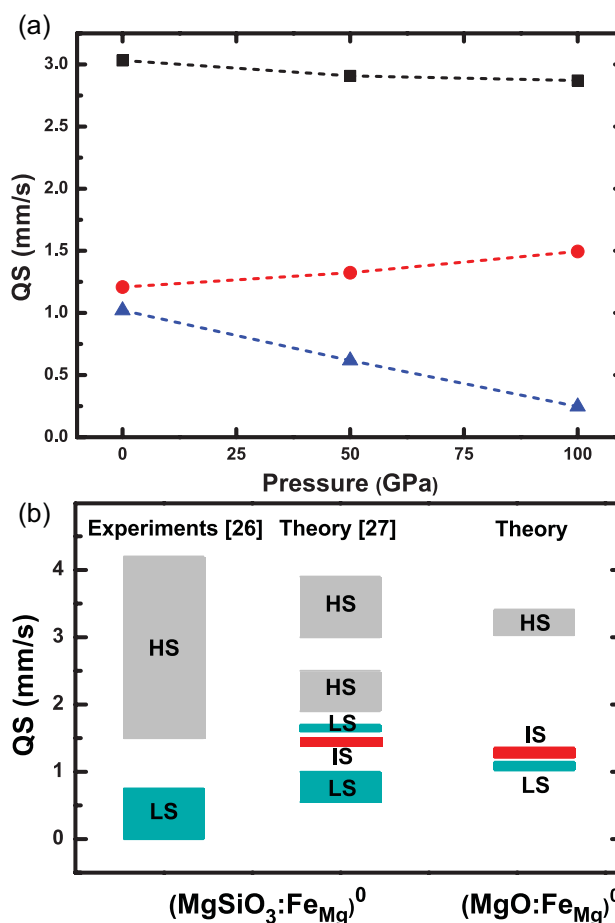 (a)
3.0
2.5
2.0
1.5
1.0
0.5
0.0
QS (mm/s)
0 25 50 75 100
Pressure (GPa)
(b)
Experiments [26] Theory [27] Theory
4
3
2
1
0
QS (mm/s)
HS
LS
HS
HS
LS
IS
LS
HS
IS
LS
(MgSiO₃:Fe_Mg)⁰ (MgO:Fe_Mg)⁰